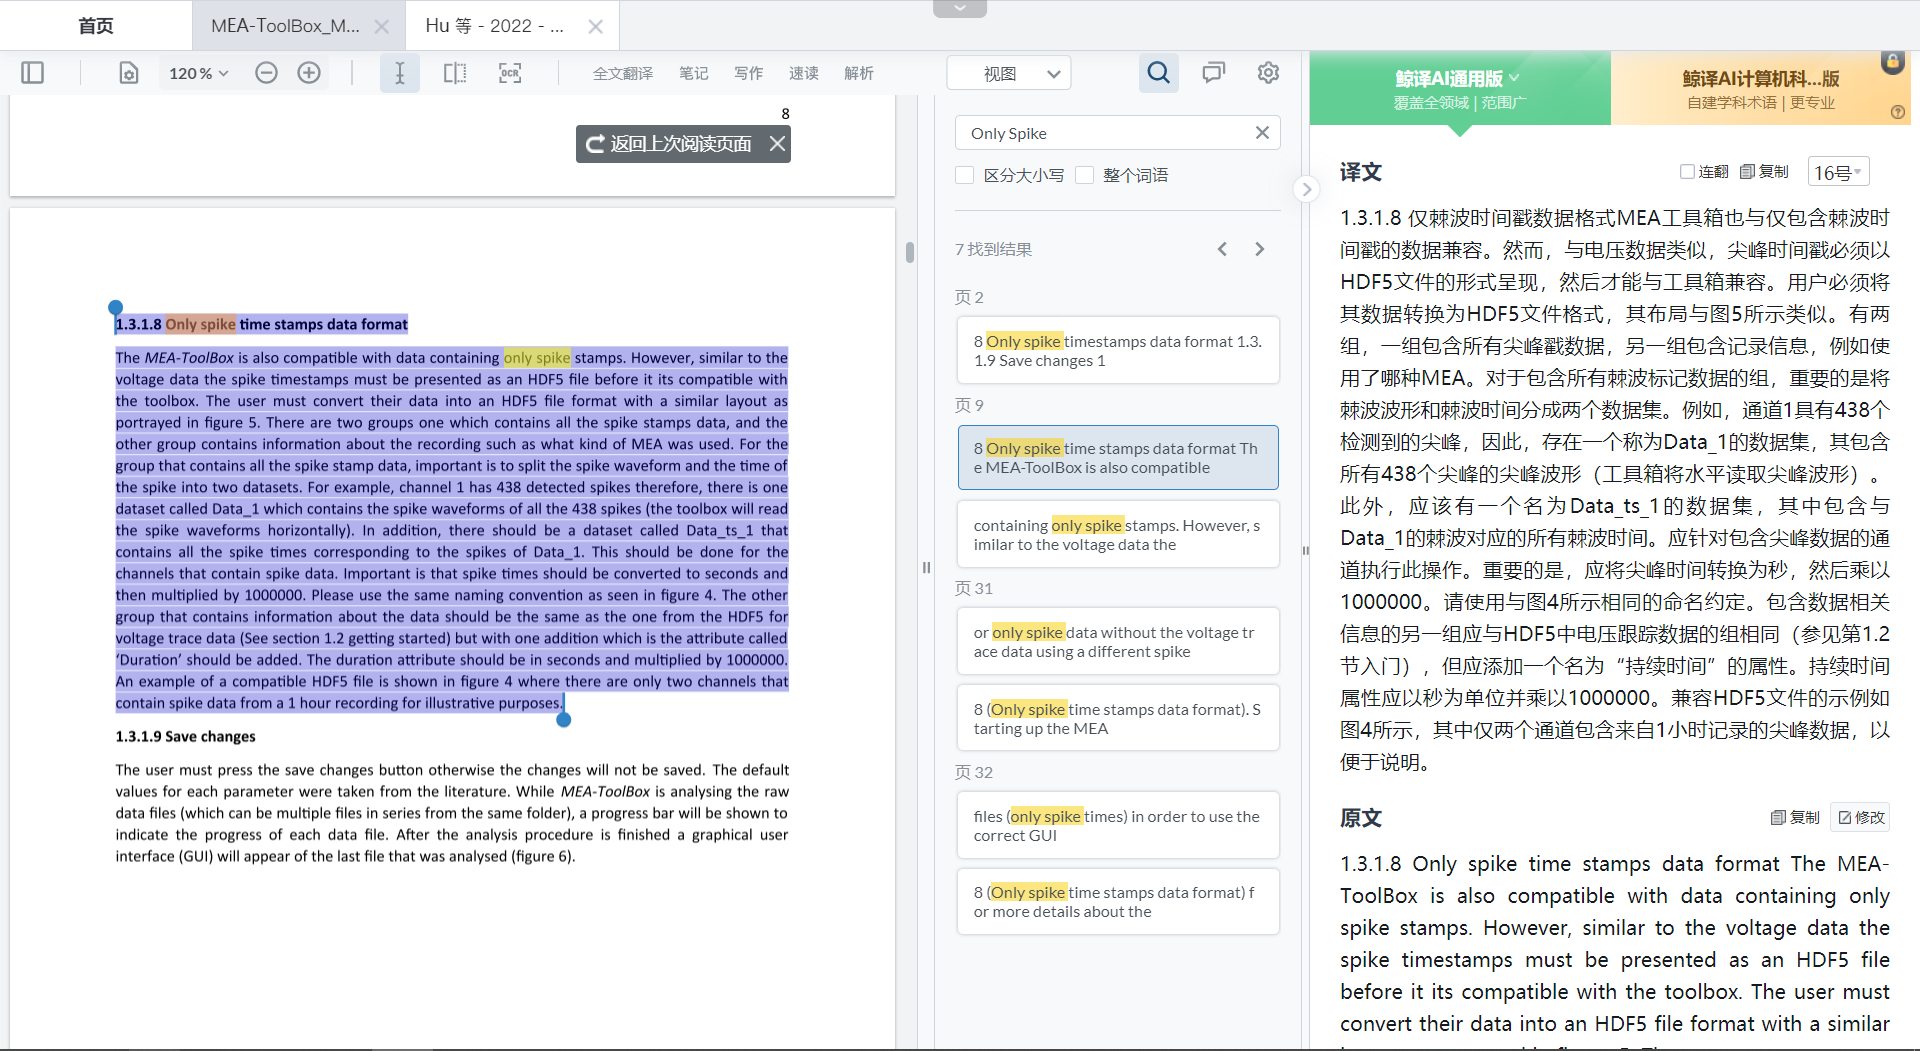 首页
MEA-ToolBox_M...
Hu 等 - 2022 - ...
120 %
OCR
全文翻译
笔记
写作
速读
解析
8
返回上次阅读页面
1.3.1.8 Only spike time stamps data format
The MEA-ToolBox is also compatible with data containing only spike stamps. However, similar to the
voltage data the spike timestamps must be presented as an HDF5 file before it its compatible with
the toolbox. The user must convert their data into an HDF5 file format with a similar layout as
portrayed in figure 5. There are two groups one which contains all the spike stamps data, and the
other group contains information about the recording such as what kind of MEA was used. For the
group that contains all the spike stamp data, important is to split the spike waveform and the time of
the spike into two datasets. For example, channel 1 has 438 detected spikes therefore, there is one
dataset called Data_1 which contains the spike waveforms of all the 438 spikes (the toolbox will read
the spike waveforms horizontally). In addition, there should be a dataset called Data_ts_1 that
contains all the spike times corresponding to the spikes of Data_1. This should be done for the
channels that contain spike data. Important is that spike times should be converted to seconds and
then multiplied by 1000000. Please use the same naming convention as seen in figure 4. The other
group that contains information about the data should be the same as the one from the HDF5 for
voltage trace data (See section 1.2 getting started) but with one addition which is the attribute called
‘Duration’ should be added. The duration attribute should be in seconds and multiplied by 1000000.
An example of a compatible HDF5 file is shown in figure 4 where there are only two channels that
contain spike data from a 1 hour recording for illustrative purposes.
1.3.1.9 Save changes
The user must press the save changes button otherwise the changes will not be saved. The default
values for each parameter were taken from the literature. While MEA-ToolBox is analysing the raw
data files (which can be multiple files in series from the same folder), a progress bar will be shown to
indicate the progress of each data file. After the analysis procedure is finished a graphical user
interface (GUI) will appear of the last file that was analysed (figure 6).
视图
Only Spike
区分大小写
整个词语
7 找到结果
页 2
8 Only spike timestamps data format 1.3.
1.9 Save changes 1
页 9
8 Only spike time stamps data format Th
e MEA-ToolBox is also compatible
containing only spike stamps. However, s
imilar to the voltage data the
页 31
or only spike data without the voltage tr
ace data using a different spike
8 (Only spike time stamps data format). S
tarting up the MEA
页 32
files (only spike times) in order to use the
correct GUI
8 (Only spike time stamps data format) f
or more details about the
鲸译AI通用版
覆盖全领域 | 范围广
鲸译AI计算机科...版
自建学科术语 | 更专业
译文
连翻
复制
16号
1.3.1.8 仅棘波时间戳数据格式MEA工具箱也与仅包含棘波时
间戳的数据兼容。然而，与电压数据类似，尖峰时间戳必须以
HDF5文件的形式呈现，然后才能与工具箱兼容。用户必须将
其数据转换为HDF5文件格式，其布局与图5所示类似。有两
组，一组包含所有尖峰戳数据，另一组包含记录信息，例如使
用了哪种MEA。对于包含所有棘波标记数据的组，重要的是将
棘波波形和棘波时间分成两个数据集。例如，通道1具有438个
检测到的尖峰，因此，存在一个称为Data_1的数据集，其包含
所有438个尖峰的尖峰波形（工具箱将水平读取尖峰波形）。
此外，应该有一个名为Data_ts_1的数据集，其中包含与
Data_1的棘波对应的所有棘波时间。应针对包含尖峰数据的通
道执行此操作。重要的是，应将尖峰时间转换为秒，然后乘以
1000000。请使用与图4所示相同的命名约定。包含数据相关
信息的另一组应与HDF5中电压跟踪数据的组相同（参见第1.2
节入门），但应添加一个名为“持续时间”的属性。持续时间
属性应以秒为单位并乘以1000000。兼容HDF5文件的示例如
图4所示，其中仅两个通道包含来自1小时记录的尖峰数据，以
便于说明。
原文
复制
修改
1.3.1.8 Only spike time stamps data format The MEA-
ToolBox is also compatible with data containing only
spike stamps. However, similar to the voltage data the
spike timestamps must be presented as an HDF5 file
before it its compatible with the toolbox. The user must
convert their data into an HDF5 file format with a similar